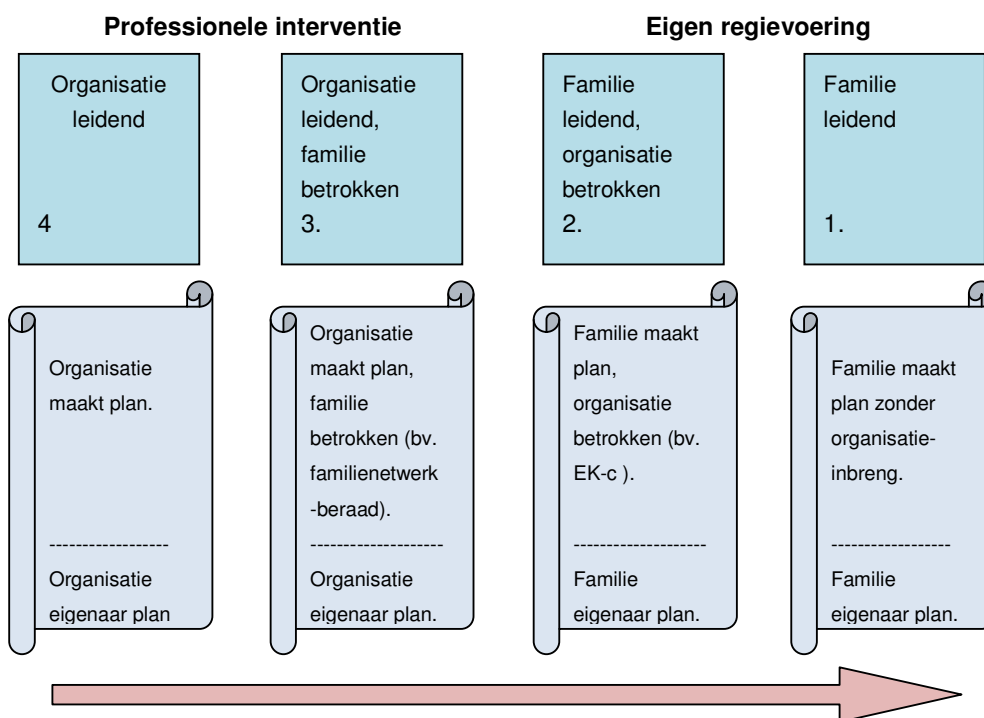 Professionele interventie
Eigen regievoering
Organisatie
leidend
4
Organisatie
leidend,
familie
betrokken
3.
Familie
leidend,
organisatie
betrokken
2.
Familie
leidend
1.
Organisatie
maakt plan.
------------------
Organisatie
eigenaar plan
Organisatie
maakt plan,
familie
betrokken (bv.
familienetwerk
-beraad).
--------------------
Organisatie
eigenaar plan.
Familie maakt
plan,
organisatie
betrokken (bv.
EK-c ).
--------------------
Familie
eigenaar plan.
Familie maakt
plan zonder
organisatie-
inbreng.
------------------
Familie
eigenaar plan.